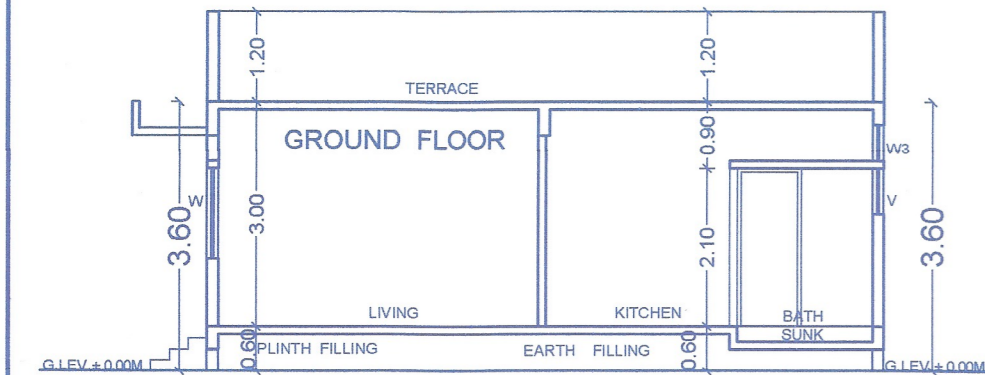 1.20
1.20
TERRACE
GROUND FLOOR
0.90
W3
W
V
3.60
3.00
2.10
3.60
LIVING
KITCHEN
BATH
SUNK
0.60
PLINTH FILLING
EARTH FILLING
0.60
G.LEV.± 0.00M
G.LEV.± 0.00M